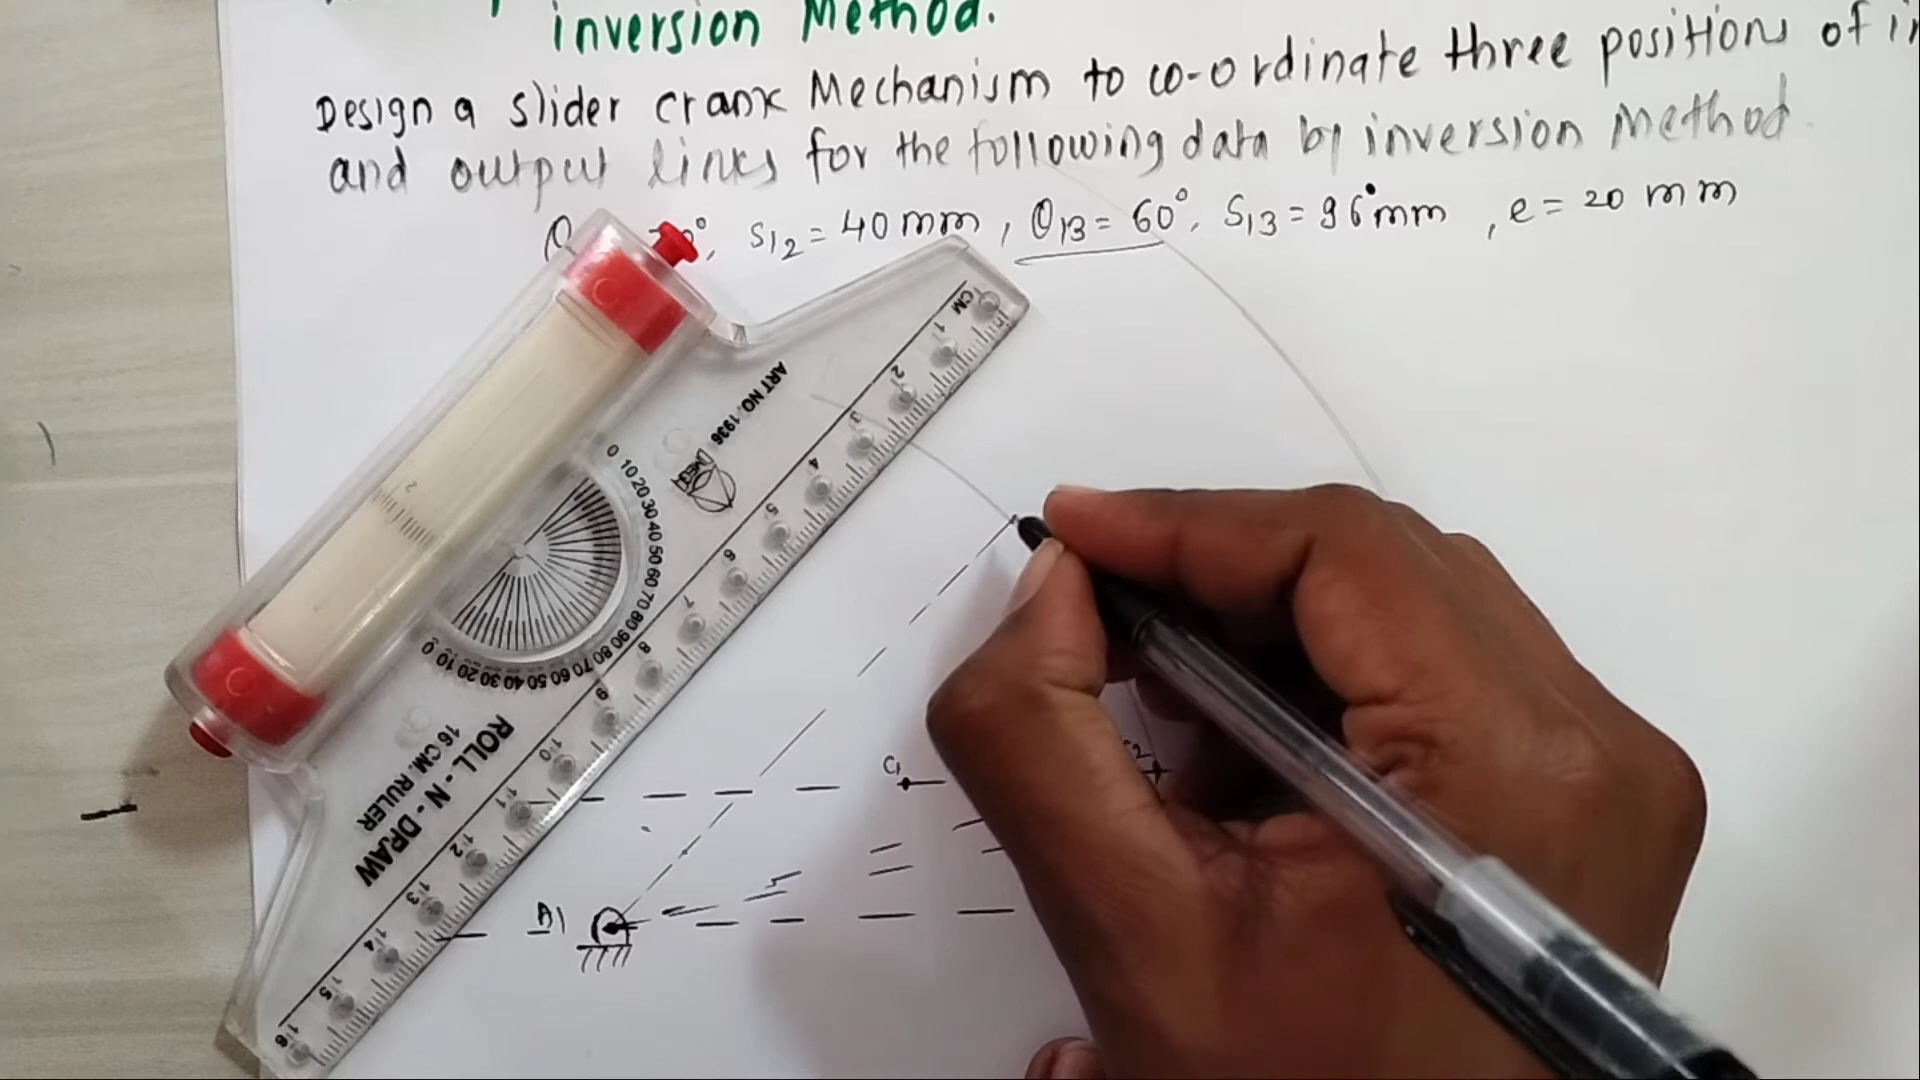 inversion Method.
Design a slider crank Mechanism to co-ordinate three positions of
and output links for the following data by inversion Method.
S12 = 40 mm, θ13 = 60°, S13 = 96 mm, e = 20 mm
CM
1 2 3 4 5 6 7 8 9 10 11 12 13 14 15 16
ART NO. 1936
OMEGA
2
0 10 20 30 40 50 60 70 80 90 80 70 60 50 40 30 20 10 0
ROLL-N-DRAW
16 CM. RULER
C1
C2
A1